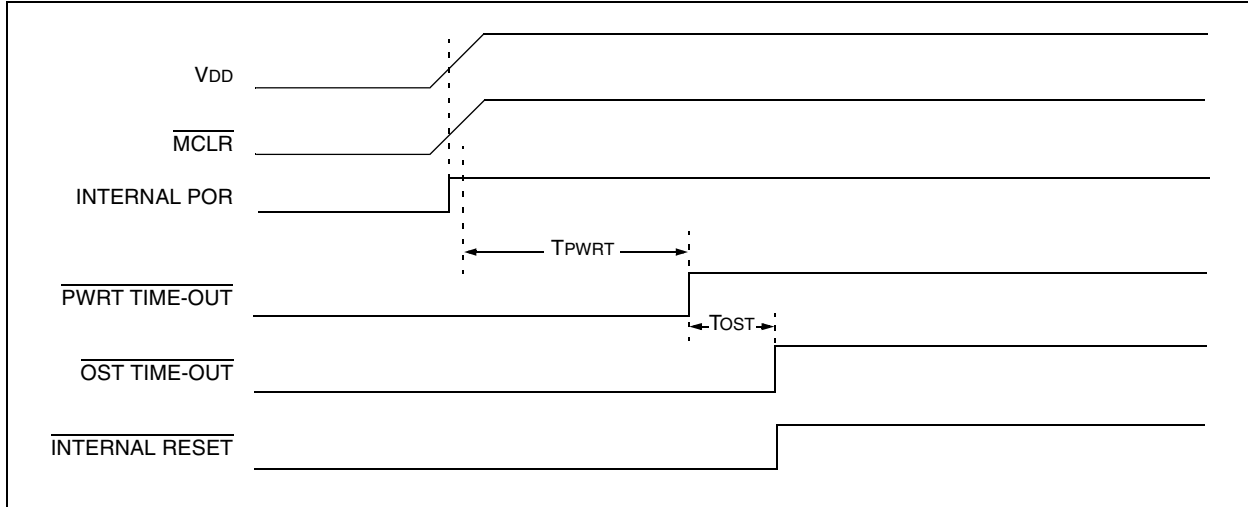 VDD
MCLR
INTERNAL POR
TPWRT
PWRT TIME-OUT
TOST
OST TIME-OUT
INTERNAL RESET